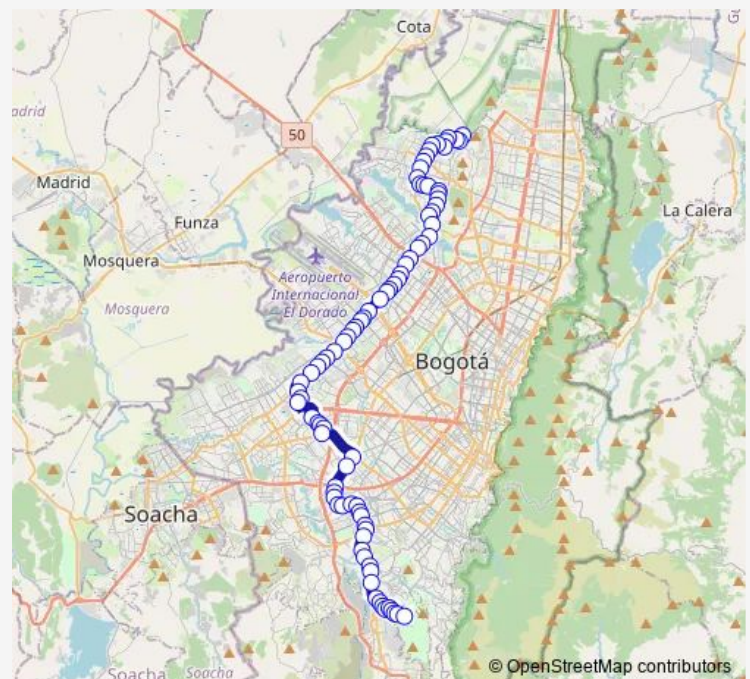 Cota
adrid
50
Madrid
La Calera
Funza
Mosquera
Aeropuerto
Internacional
El Dorado
Mosquera
Bogotá
Soacha
Soacha
Soacha
© OpenStreetMap contributors